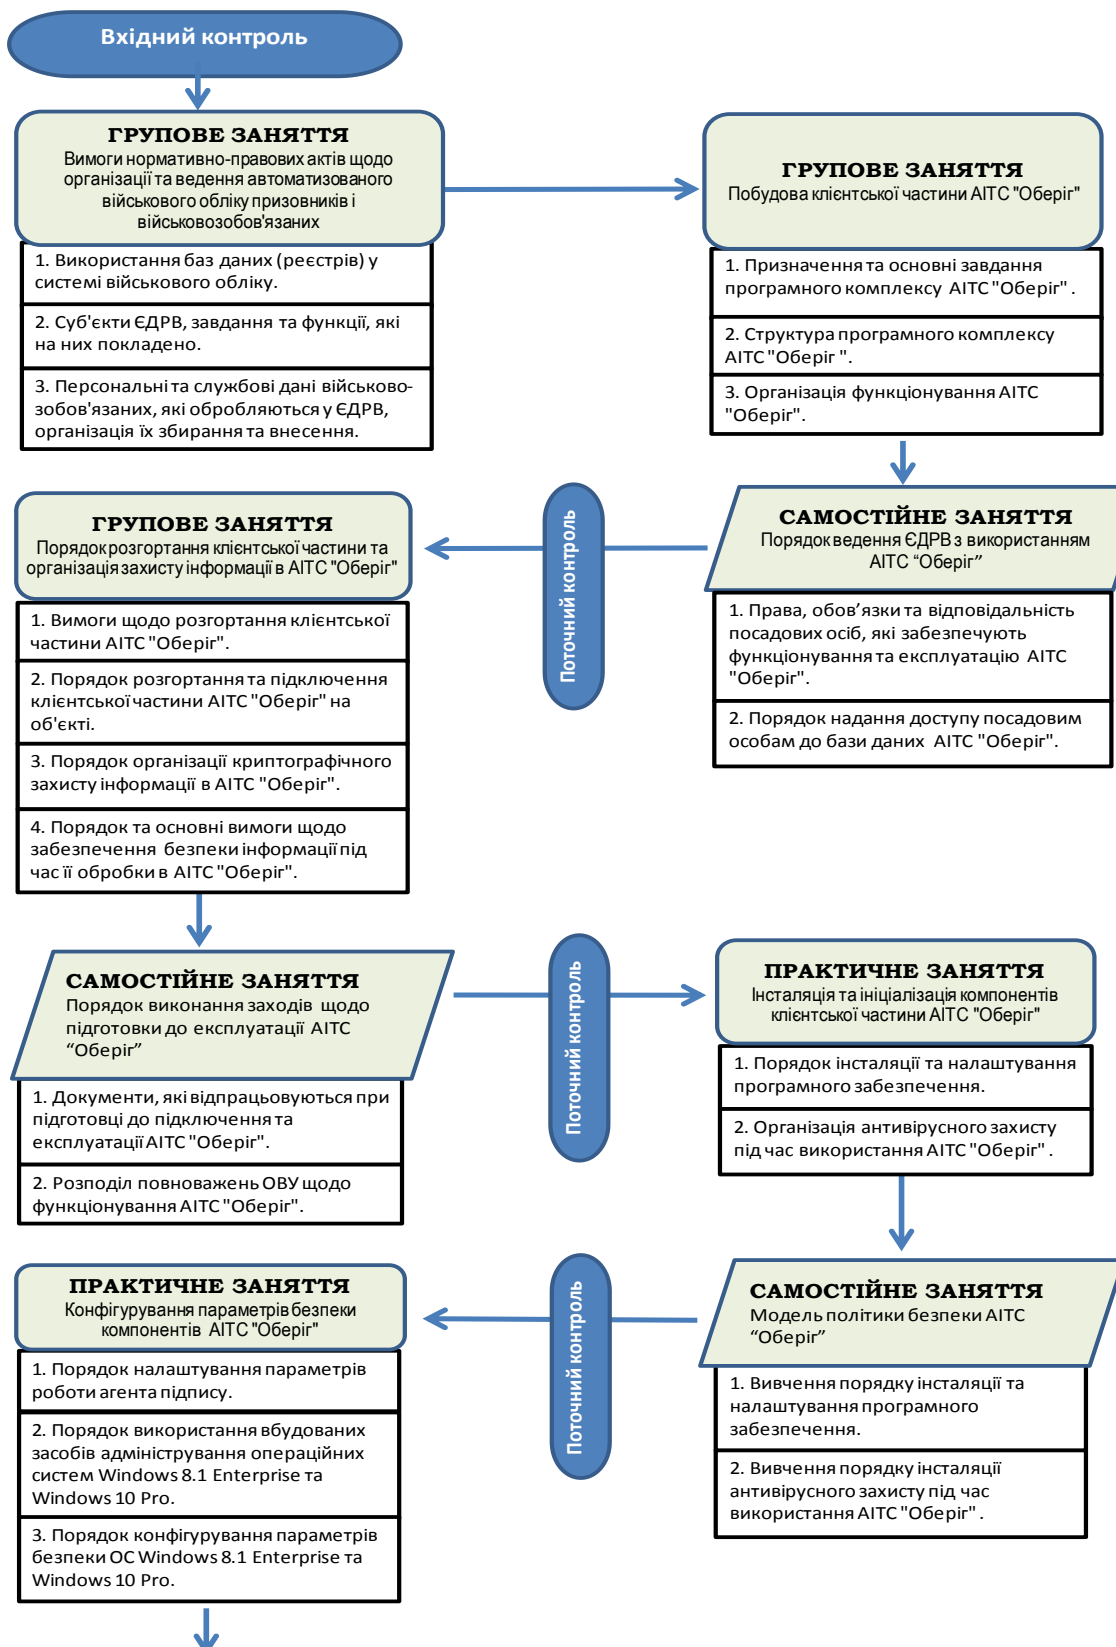 Вхідний контроль
ГРУПОВЕ ЗАНЯТТЯ
Вимоги нормативно-правових актів щодо
організації та ведення автоматизованого
військового обліку призовників і
військовозобов'язаних
1. Використання баз даних (реєстрів) у
системі військового обліку.
2. Суб'єкти ЄДРВ, завдання та функції, які
на них покладено.
3. Персональні та службові дані військово-
зобов'язаних, які обробляються у ЄДРВ,
організація їх збирання та внесення.
ГРУПОВЕ ЗАНЯТТЯ
Побудова клієнтської частини АІТС "Оберіг"
1. Призначення та основні завдання
програмного комплексу АІТС "Оберіг" .
2. Структура програмного комплексу
АІТС "Оберіг ".
3. Організація функціонування АІТС
"Оберіг".
САМОСТІЙНЕ ЗАНЯТТЯ
Порядок ведення ЄДРВ з використанням
АІТС “Оберіг”
1. Права, обов’язки та відповідальність
посадових осіб, які забезпечують
функціонування та експлуатацію АІТС
"Оберіг".
2. Порядок надання доступу посадовим
особам до бази даних АІТС "Оберіг".
Поточний контроль
ГРУПОВЕ ЗАНЯТТЯ
Порядок розгортання клієнтської частини та
організація захисту інформації в АІТС "Оберіг"
1. Вимоги щодо розгортання клієнтської
частини АІТС "Оберіг".
2. Порядок розгортання та підключення
клієнтської частини АІТС "Оберіг" на
об'єкті.
3. Порядок організації криптографічного
захисту інформації в АІТС "Оберіг".
4. Порядок та основні вимоги щодо
забезпечення безпеки інформації під
час її обробки в АІТС "Оберіг".
САМОСТІЙНЕ ЗАНЯТТЯ
Порядок виконання заходів щодо
підготовки до експлуатації АІТС
“Оберіг”
1. Документи, які відпрацьовуються при
підготовці до підключення та
експлуатації АІТС "Оберіг".
2. Розподіл повноважень ОВУ щодо
функціонування АІТС "Оберіг".
Поточний контроль
ПРАКТИЧНЕ ЗАНЯТТЯ
Інсталяція та ініціалізація компонентів
клієнтської частини АІТС "Оберіг"
1. Порядок інсталяції та налаштування
програмного забезпечення.
2. Організація антивірусного захисту
під час використання АІТС "Оберіг" .
САМОСТІЙНЕ ЗАНЯТТЯ
Модель політики безпеки АІТС
“Оберіг”
1. Вивчення порядку інсталяції та
налаштування програмного
забезпечення.
2. Вивчення порядку інсталяції
антивірусного захисту під час
використання АІТС "Оберіг" .
Поточний контроль
ПРАКТИЧНЕ ЗАНЯТТЯ
Конфігурування параметрів безпеки
компонентів АІТС "Оберіг"
1. Порядок налаштування параметрів
роботи агента підпису.
2. Порядок використання вбудованих
засобів адміністрування операційних
систем Windows 8.1 Enterprise та
Windows 10 Pro.
3. Порядок конфігурування параметрів
безпеки ОС Windows 8.1 Enterprise та
Windows 10 Pro.